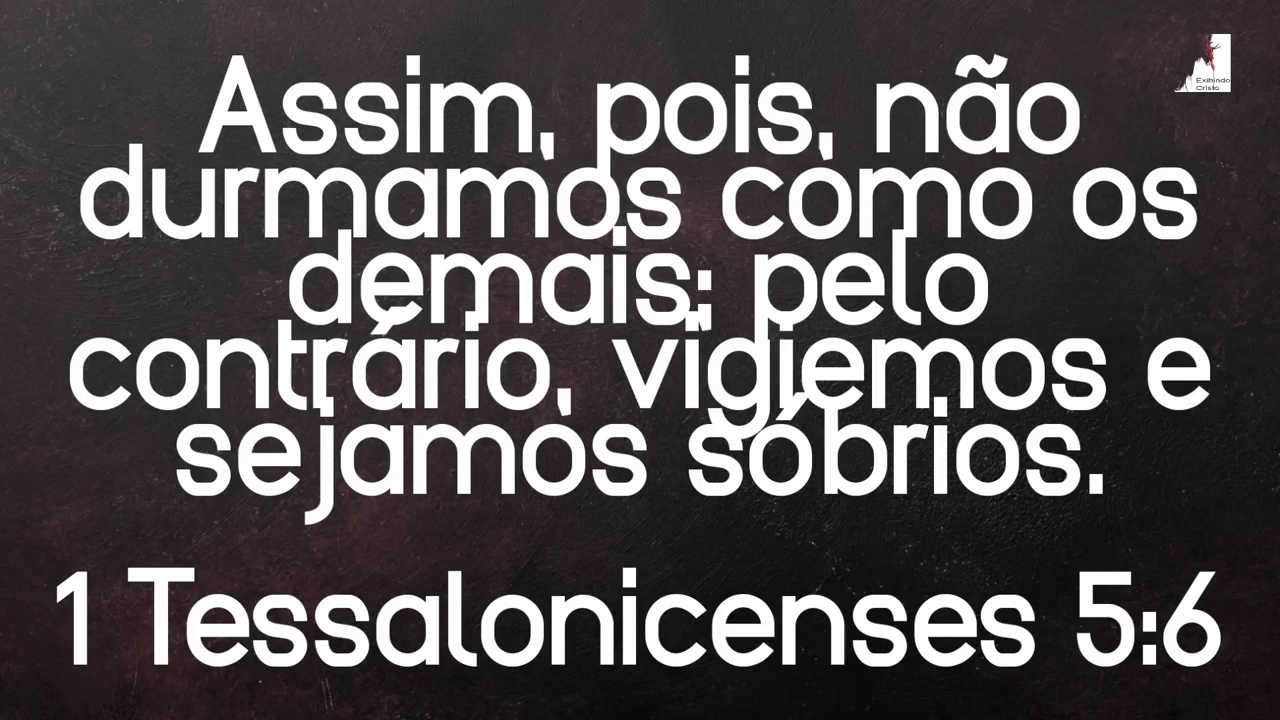 Exibindo
Cristo
Assim, pois, não
durmamos como os
demais; pelo
contrário, vigiemos e
sejamos sóbrios.
1 Tessalonicenses 5:6